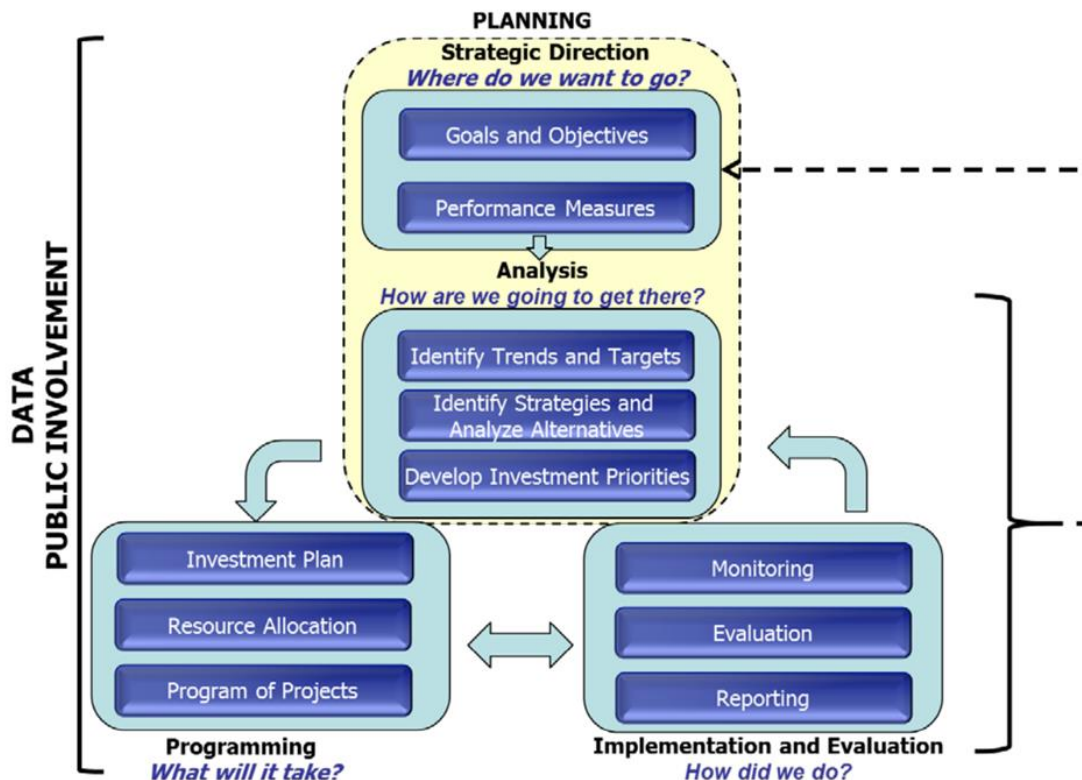 PLANNING
Strategic Direction
Where do we want to go?
Goals and Objectives
Performance Measures
Analysis
How are we going to get there?
Identify Trends and Targets
Identify Strategies and
Analyze Alternatives
Develop Investment Priorities
DATA
PUBLIC INVOLVEMENT
Investment Plan
Resource Allocation
Program of Projects
Programming
What will it take?
Monitoring
Evaluation
Reporting
Implementation and Evaluation
How did we do?